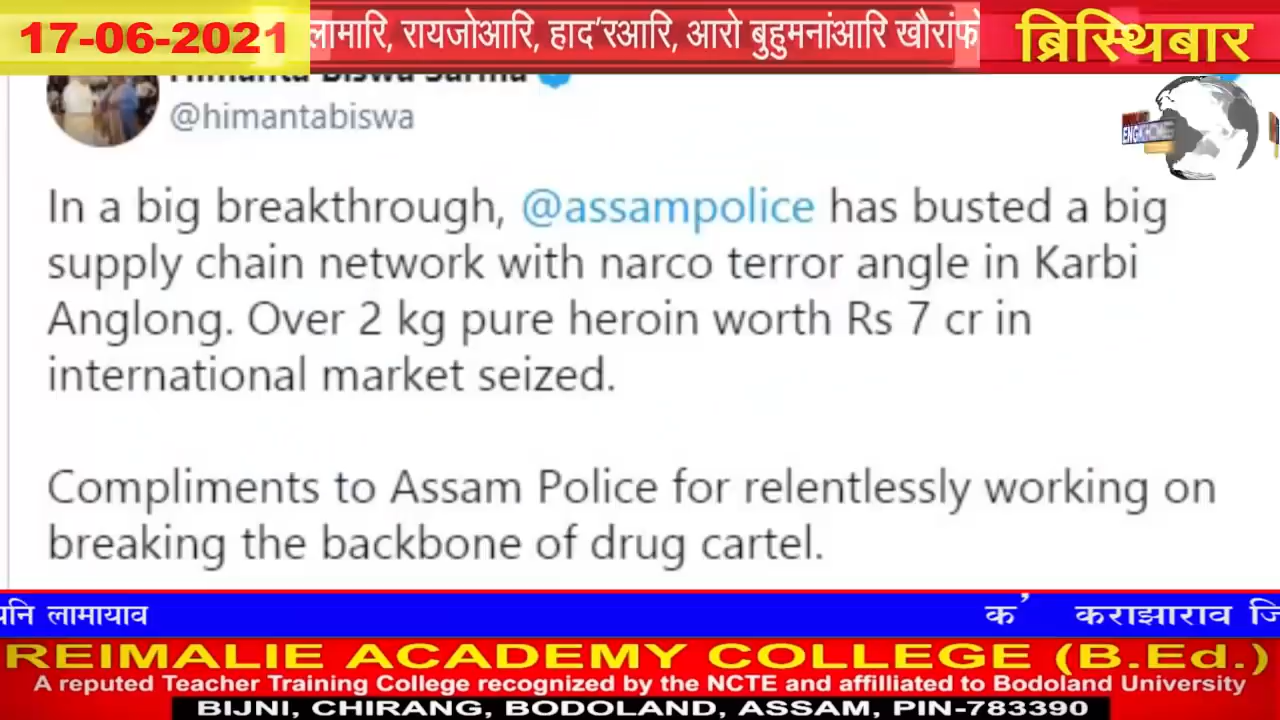 17-06-2021
लामारि, रायजोआरि, हाद’रआरि, आरो बुहुमनांआरि खौरांफो
ब्रिस्थिबार
Himanta Biswa Sarma
@himantabiswa
In a big breakthrough, @assampolice has busted a big
supply chain network with narco terror angle in Karbi
Anglong. Over 2 kg pure heroin worth Rs 7 cr in
international market seized.
Compliments to Assam Police for relentlessly working on
breaking the backbone of drug cartel.
लामायाव क’ कराझाराव
REIMALIE ACADEMY COLLEGE (B.Ed.)
A reputed Teacher Training College recognized by the NCTE and affilliated to Bodoland University
BIJNI, CHIRANG, BODOLAND, ASSAM, PIN-783390